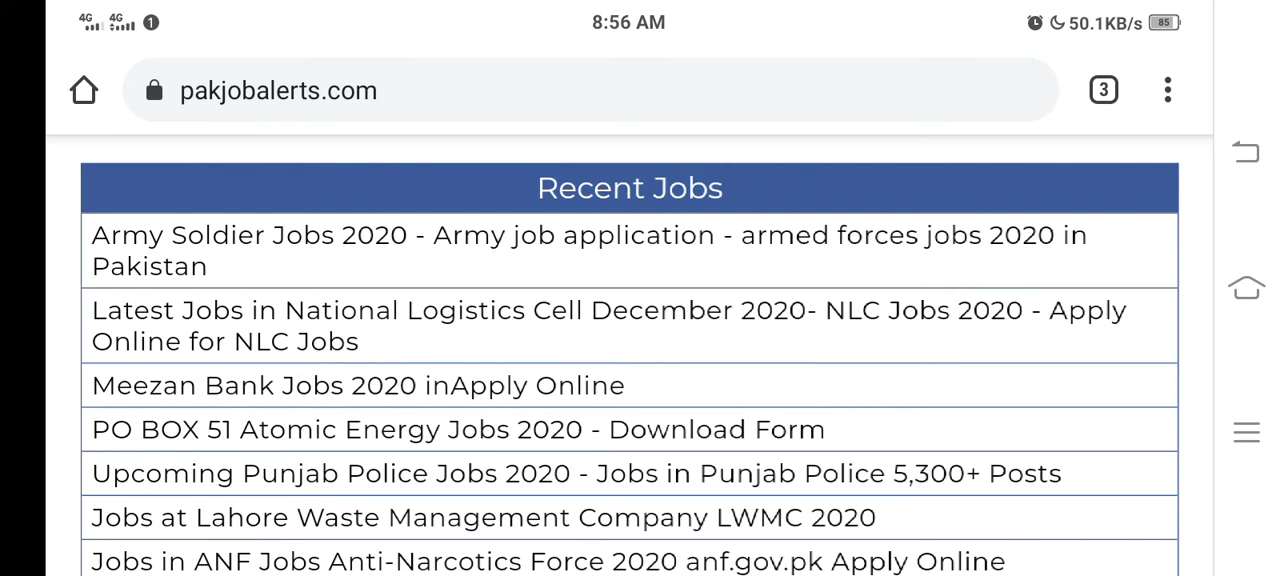 4G 4G 1 8:56 AM 50.1KB/s 85
pakjobalerts.com 3
Recent Jobs
Army Soldier Jobs 2020 - Army job application - armed forces jobs 2020 in
Pakistan
Latest Jobs in National Logistics Cell December 2020- NLC Jobs 2020 - Apply
Online for NLC Jobs
Meezan Bank Jobs 2020 inApply Online
PO BOX 51 Atomic Energy Jobs 2020 - Download Form
Upcoming Punjab Police Jobs 2020 - Jobs in Punjab Police 5,300+ Posts
Jobs at Lahore Waste Management Company LWMC 2020
Jobs in ANF Jobs Anti-Narcotics Force 2020 anf.gov.pk Apply Online